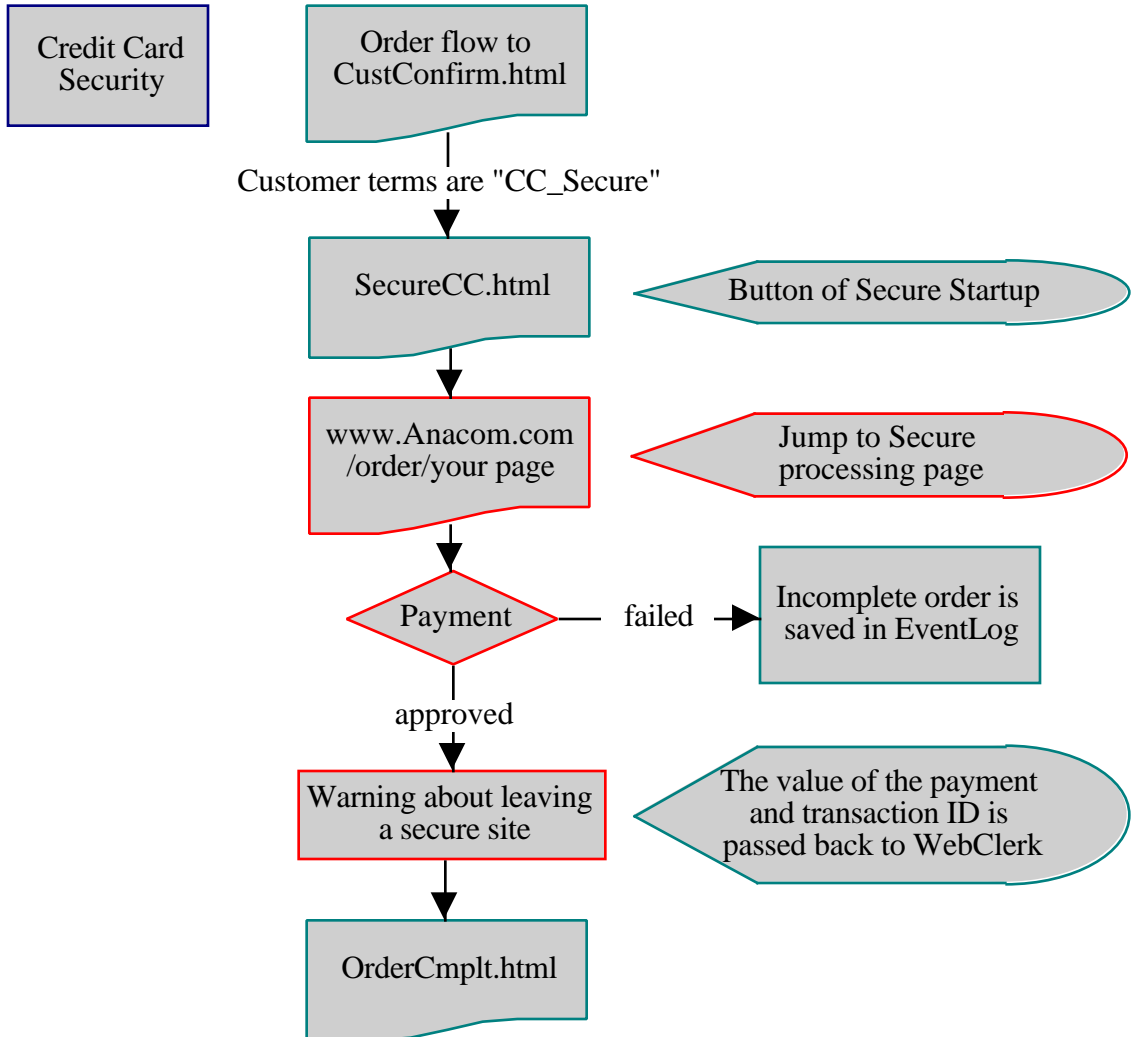 Credit Card
Security
Order flow to
CustConfirm.html
Customer terms are "CC_Secure"
SecureCC.html
Button of Secure Startup
www.Anacom.com
/order/your page
Jump to Secure
processing page
Payment
failed
Incomplete order is
saved in EventLog
approved
Warning about leaving
a secure site
The value of the payment
and transaction ID is
passed back to WebClerk
OrderCmplt.html